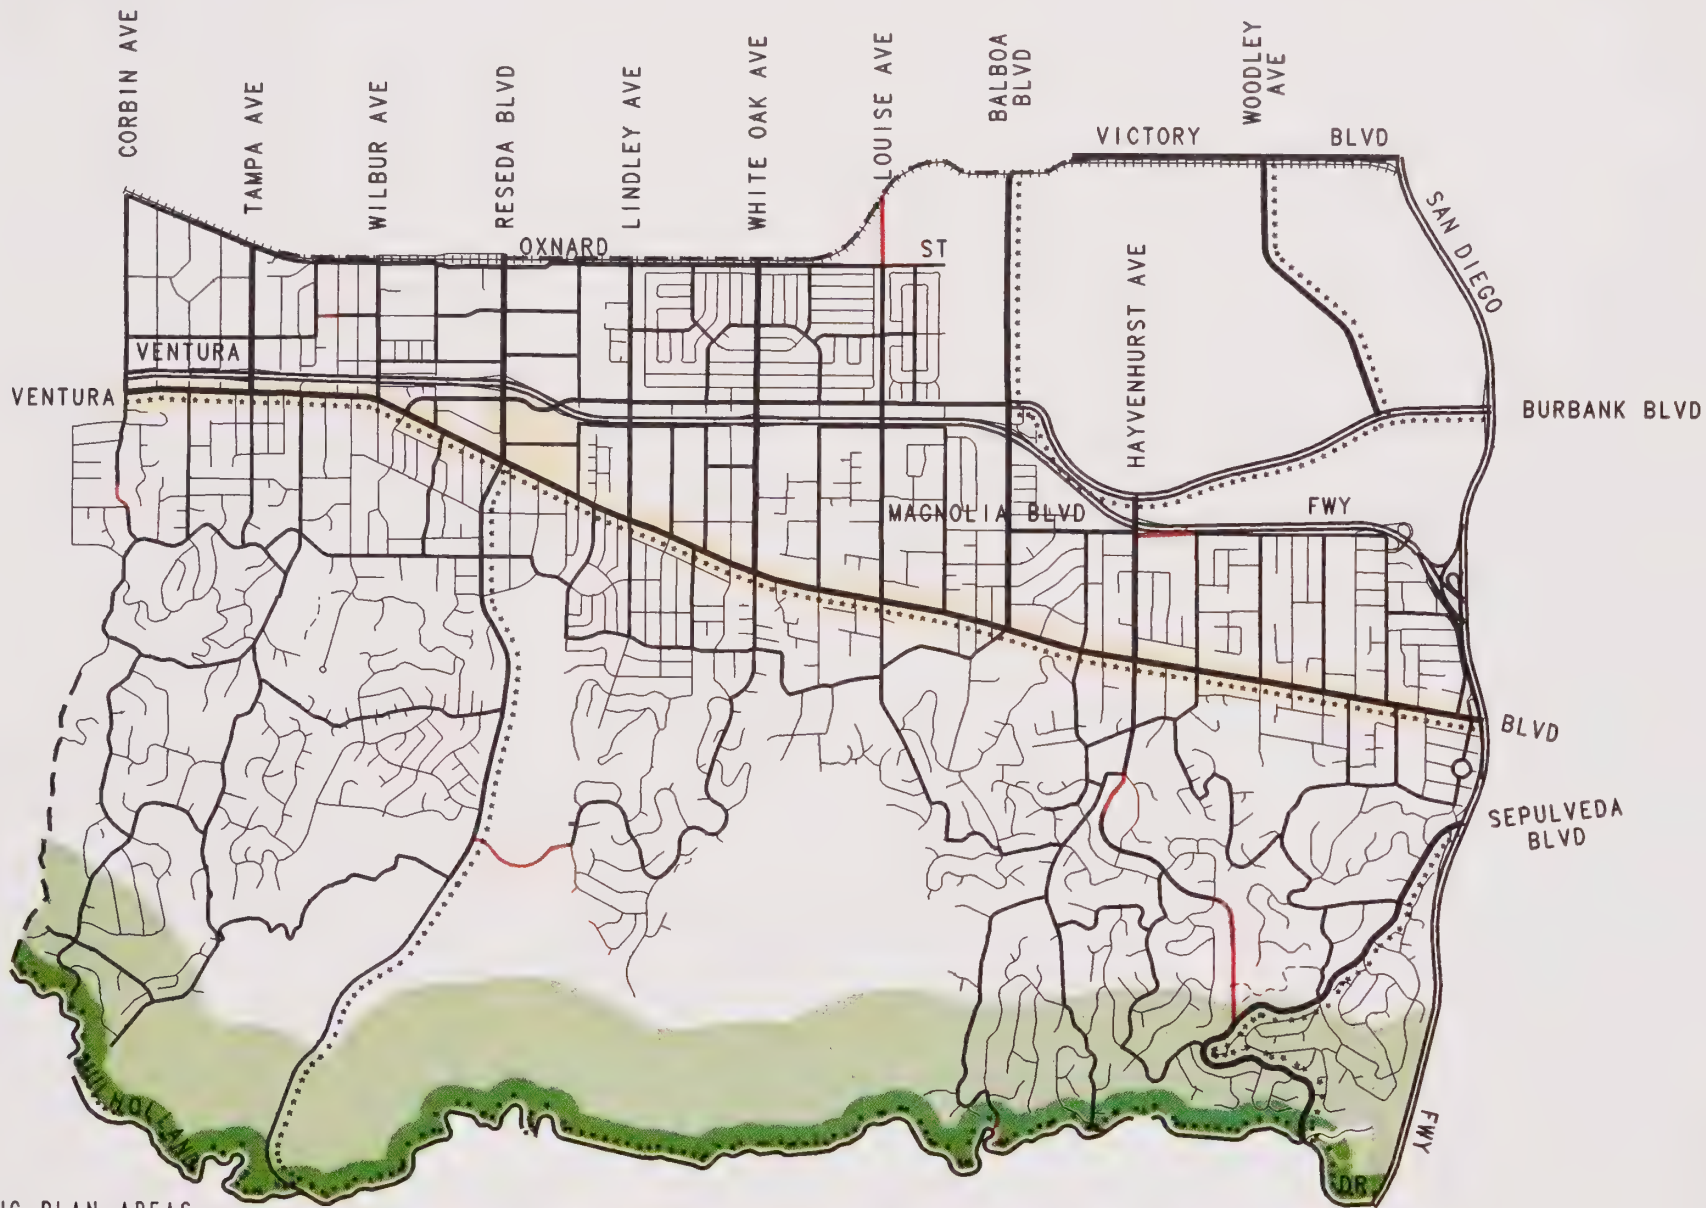 CORBIN AVE
TAMPA AVE
WILBUR AVE
RESEDA BLVD
LINDLEY AVE
WHITE OAK AVE
LOUISE AVE
BALBOA
BLVD
WOODLEY
AVE
VICTORY BLVD
SAN DIEGO
OXNARD ST
HAYVENHURST AVE
VENTURA
VENTURA
BURBANK BLVD
MAGNOLIA BLVD
FWY
BLVD
SEPULVEDA
BLVD
MULHOLLAND
FWY
DR
PLAN AREAS